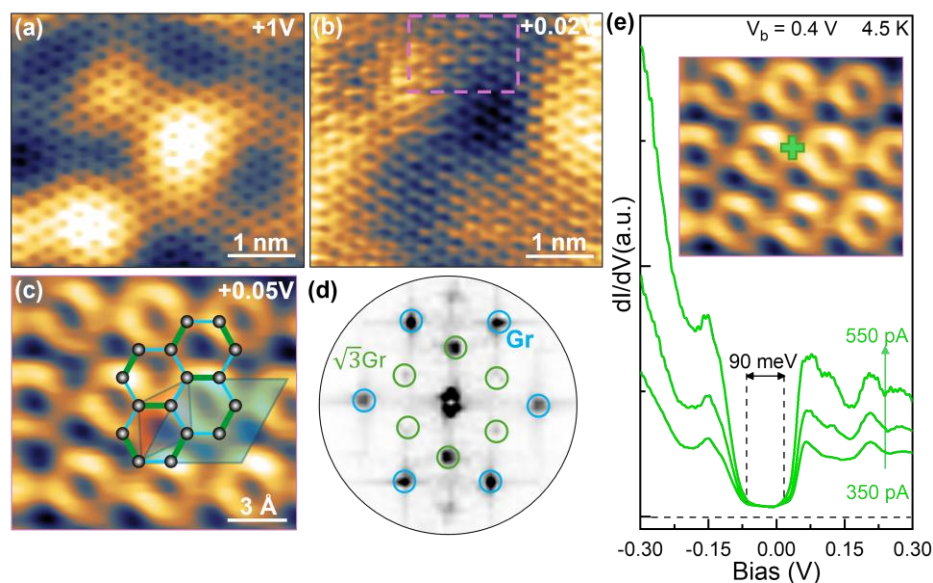 (a)
+1V
1 nm
(b)
+0.02V
1 nm
(c)
+0.05V
3 Å
(d)
Gr
√3Gr
(e)
V_b = 0.4 V 4.5 K
dI/dV(a.u.)
90 meV
550 pA
350 pA
-0.30 -0.15 0.00 0.15 0.30
Bias (V)